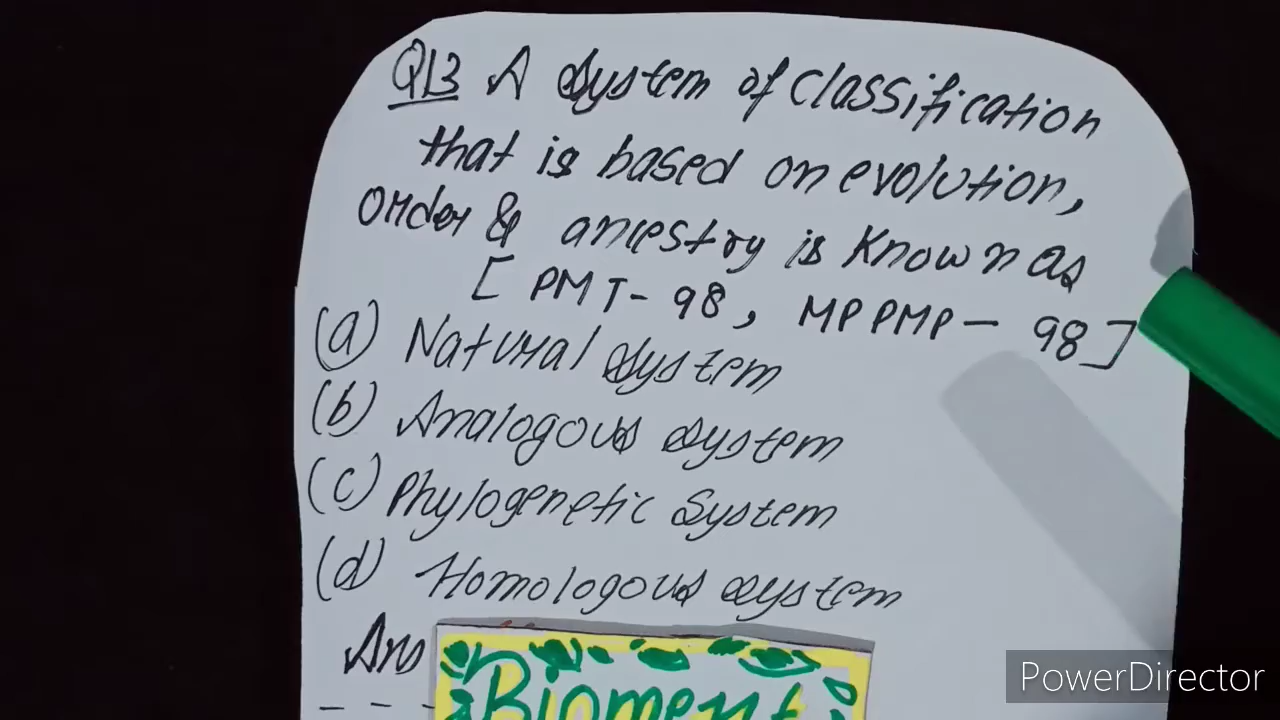 Q13 A system of classification
that is based on evolution,
order & ancestry is known as
[PMT-98, MPPMP-98]
(a) Natural system
(b) Analogous system
(c) Phylogenetic System
(d) Homologous system
Ans
Bioment
PowerDirector